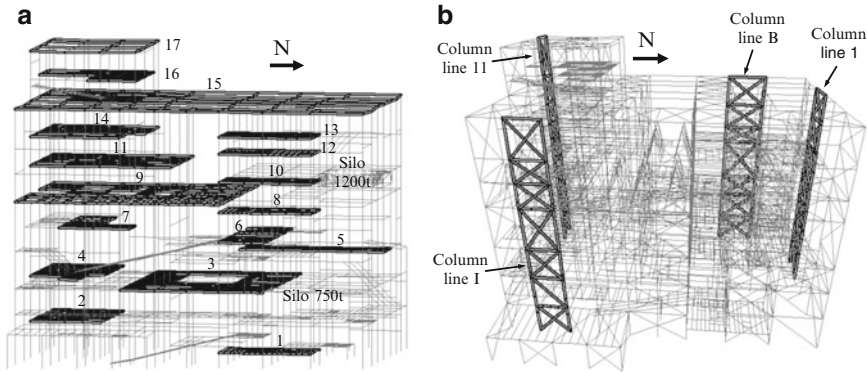 a
17
N
16
15
14
13
12
11
Silo
1200t
10
9
8
7
6
5
4
3
Silo 750t
2
1
b
Column
line 11
N
Column
line B
Column
line 1
Column
line I